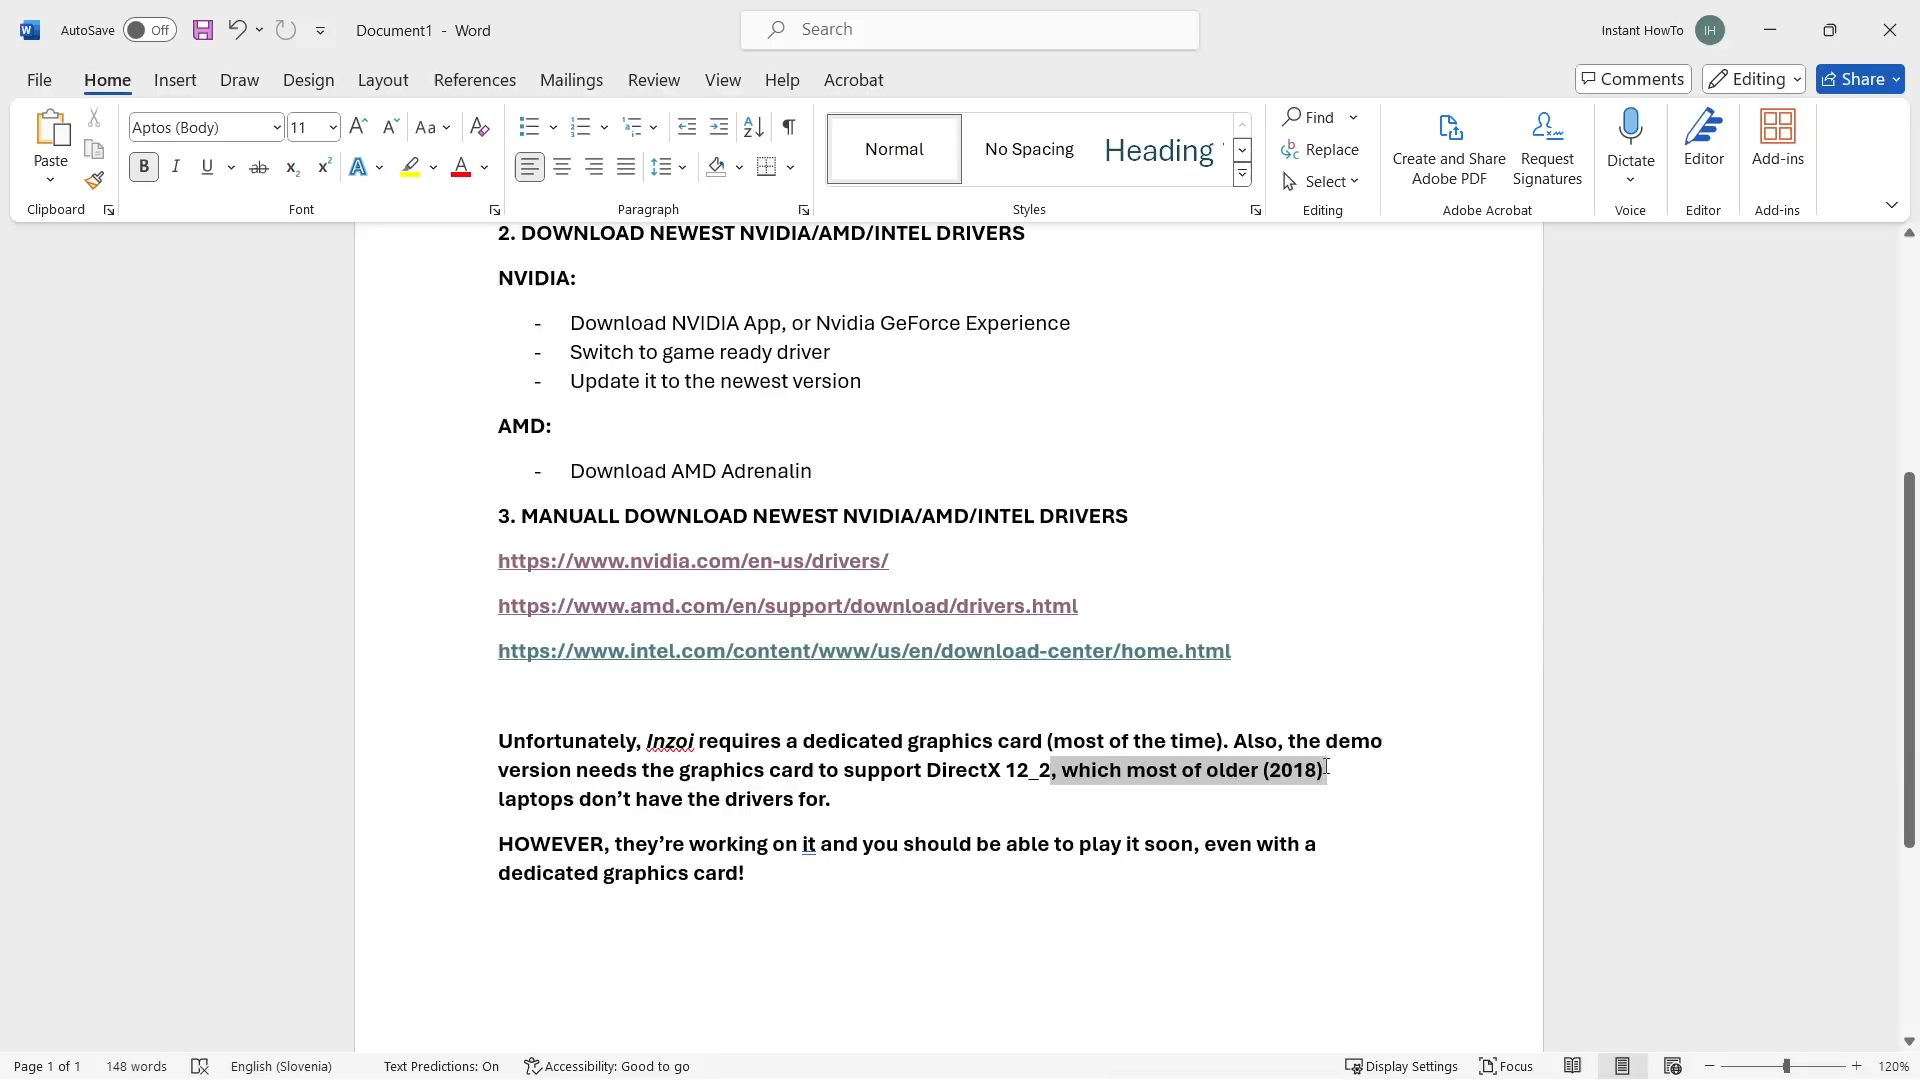 AutoSave Off Document1 - Word Search Instant HowTo IH
File Home Insert Draw Design Layout References Mailings Review View Help Acrobat Comments Editing Share
Paste
Clipboard
Aptos (Body) 11 Aa
B I U ab x₂ x² A A
Font
Paragraph
Normal No Spacing Heading
Styles
Find
Replace
Select
Editing
Create and Share Adobe PDF
Request Signatures
Adobe Acrobat
Dictate
Voice
Editor
Editor
Add-ins
Add-ins
2. DOWNLOAD NEWEST NVIDIA/AMD/INTEL DRIVERS
NVIDIA:
- Download NVIDIA App, or Nvidia GeForce Experience
- Switch to game ready driver
- Update it to the newest version
AMD:
- Download AMD Adrenalin
3. MANUALL DOWNLOAD NEWEST NVIDIA/AMD/INTEL DRIVERS
https://www.nvidia.com/en-us/drivers/
https://www.amd.com/en/support/download/drivers.html
https://www.intel.com/content/www/us/en/download-center/home.html
Unfortunately, Inzoi requires a dedicated graphics card (most of the time). Also, the demo
version needs the graphics card to support DirectX 12_2, which most of older (2018)
laptops don’t have the drivers for.
HOWEVER, they’re working on it and you should be able to play it soon, even with a
dedicated graphics card!
Page 1 of 1 148 words English (Slovenia) Text Predictions: On Accessibility: Good to go Display Settings Focus 120%